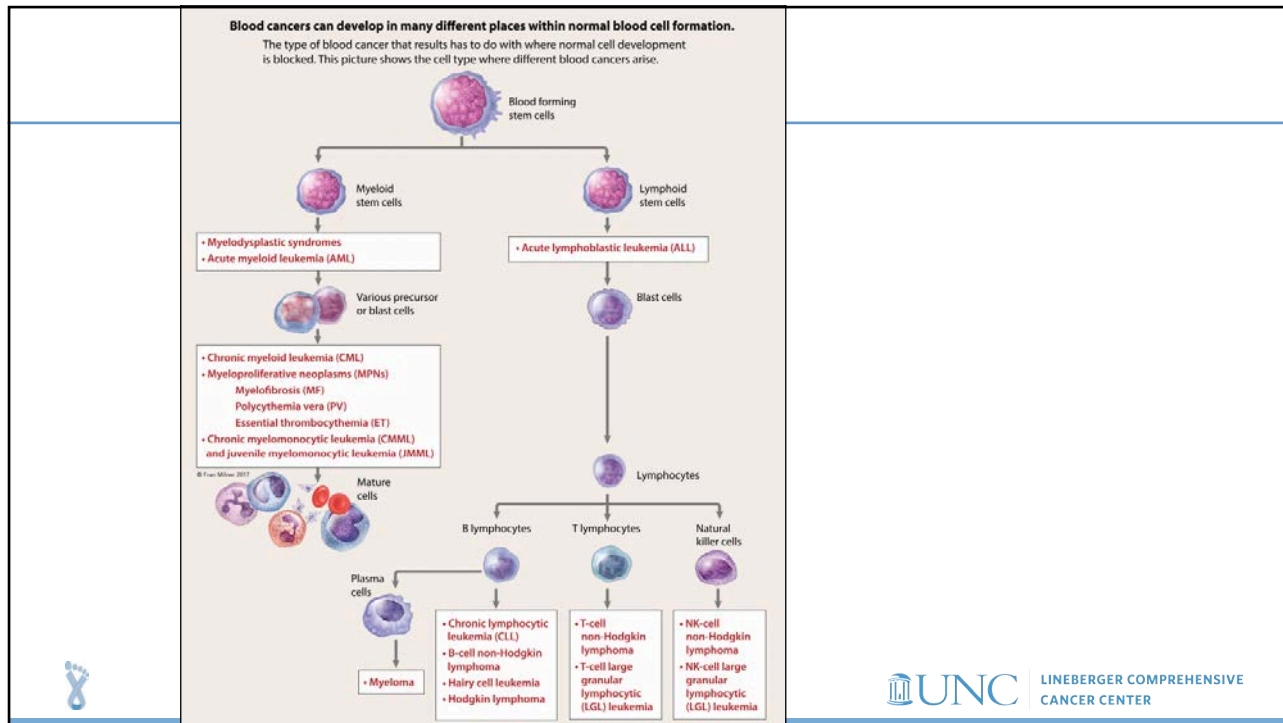 Blood cancers can develop in many different places within normal blood cell formation.
The type of blood cancer that results has to do with where normal cell development
is blocked. This picture shows the cell type where different blood cancers arise.
Blood forming
stem cells
Myeloid
stem cells
Lymphoid
stem cells
• Myelodysplastic syndromes
• Acute myeloid leukemia (AML)
• Acute lymphoblastic leukemia (ALL)
Various precursor
or blast cells
Blast cells
• Chronic myeloid leukemia (CML)
• Myeloproliferative neoplasms (MPNs)
Myelofibrosis (MF)
Polycythemia vera (PV)
Essential thrombocythemia (ET)
• Chronic myelomonocytic leukemia (CMML)
and juvenile myelomonocytic leukemia (JMML)
© Fran Milner 2017
Mature
cells
Lymphocytes
B lymphocytes
T lymphocytes
Natural
killer cells
Plasma
cells
• Myeloma
• Chronic lymphocytic
leukemia (CLL)
• B-cell non-Hodgkin
lymphoma
• Hairy cell leukemia
• Hodgkin lymphoma
• T-cell
non-Hodgkin
lymphoma
• T-cell large
granular
lymphocytic
(LGL) leukemia
• NK-cell
non-Hodgkin
lymphoma
• NK-cell large
granular
lymphocytic
(LGL) leukemia
UNC
LINEBERGER COMPREHENSIVE
CANCER CENTER